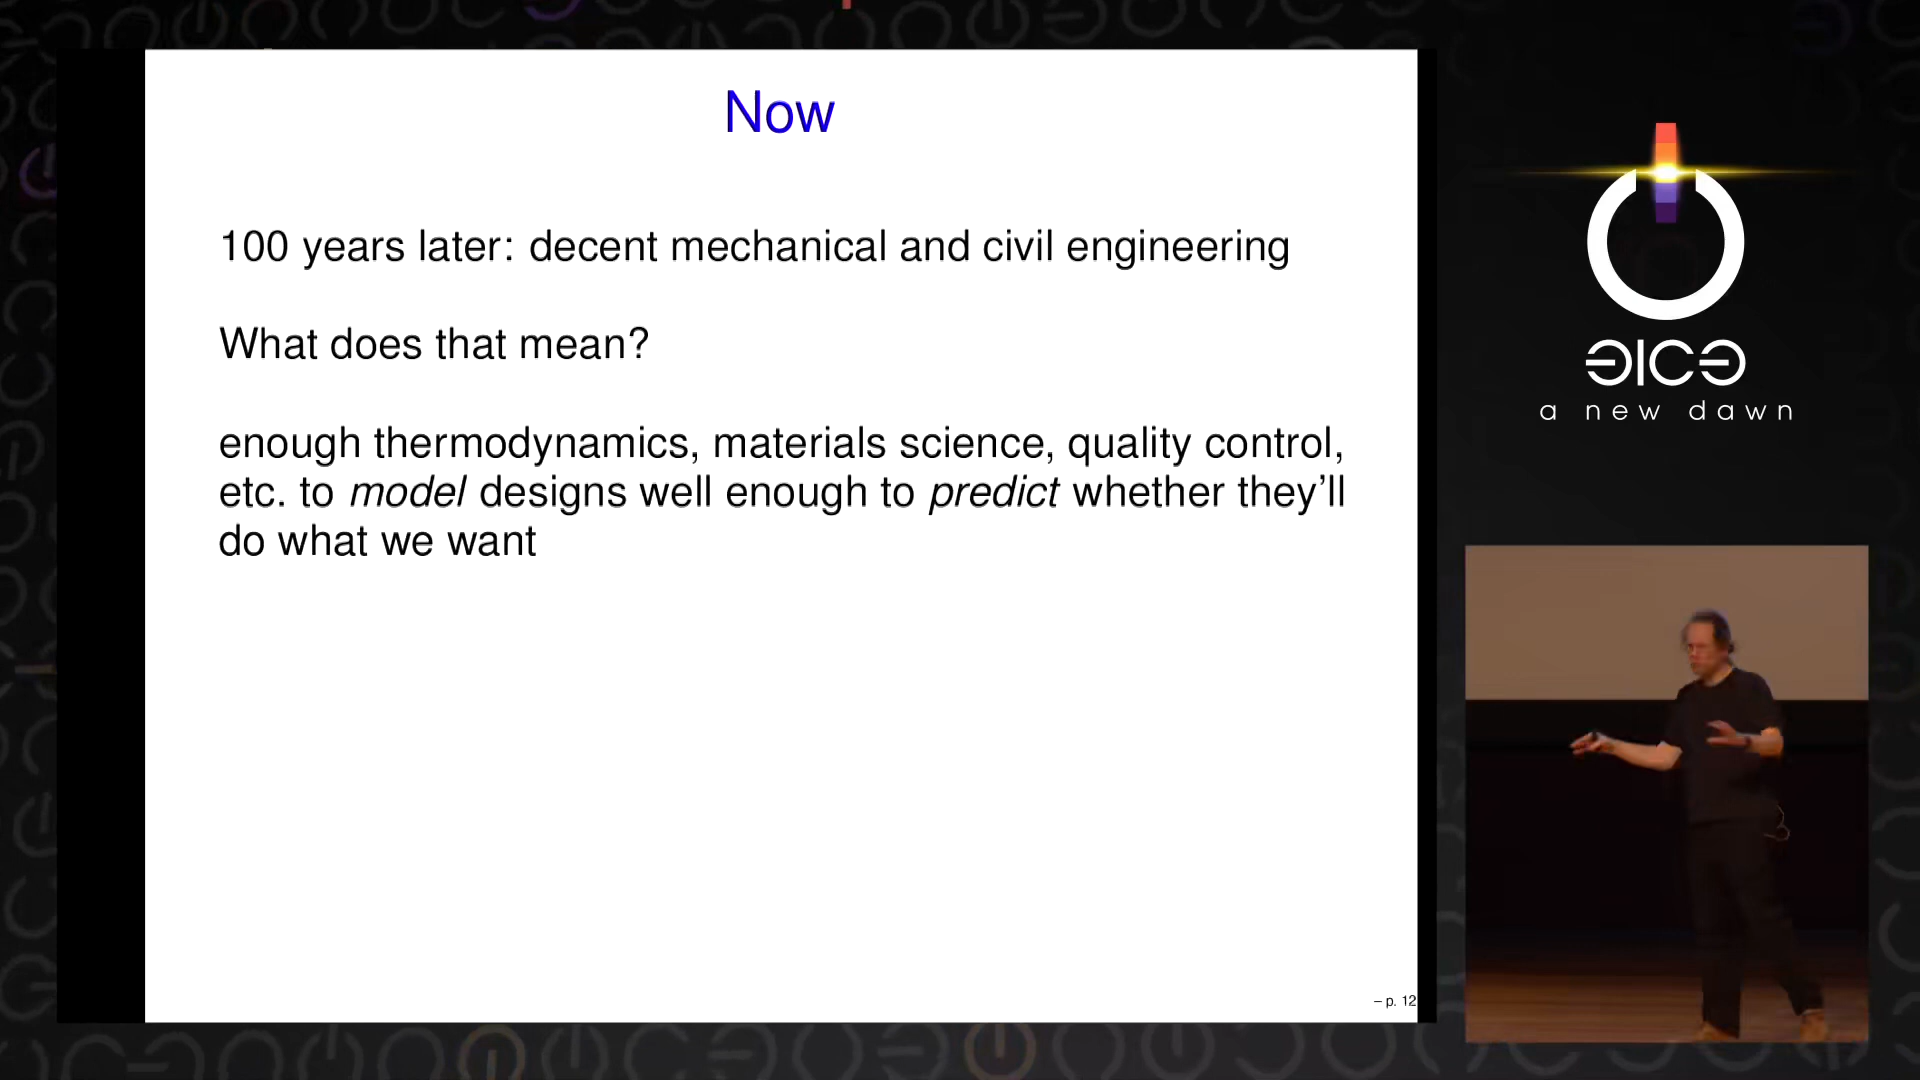 Now
100 years later: decent mechanical and civil engineering
What does that mean?
enough thermodynamics, materials science, quality control,
etc. to model designs well enough to predict whether they'll
do what we want
– p. 12
ЭICЭ
a new dawn